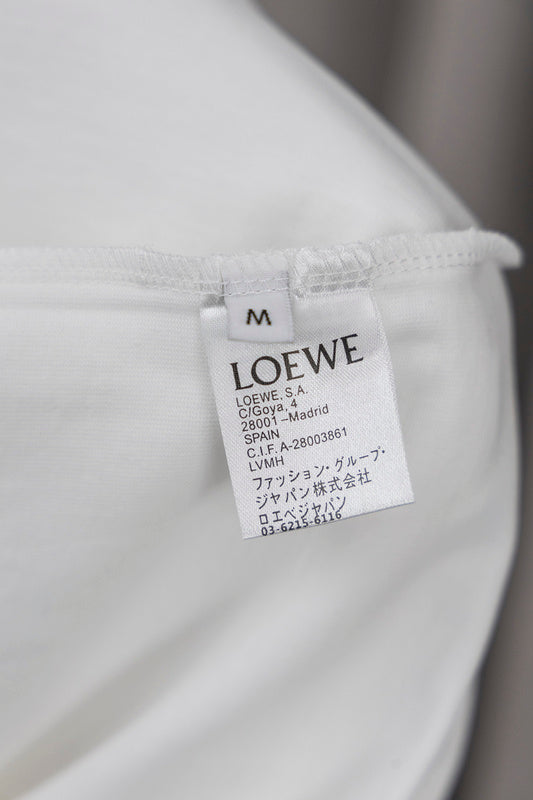 M
LOEWE
LOEWE, S.A.
C/Goya, 4
28001 –Madrid
SPAIN
C.I.F.A-28003861
LVMH
ファッション・グループ・
ジャパン株式会社
ロエベジャパン
03-6215-6116